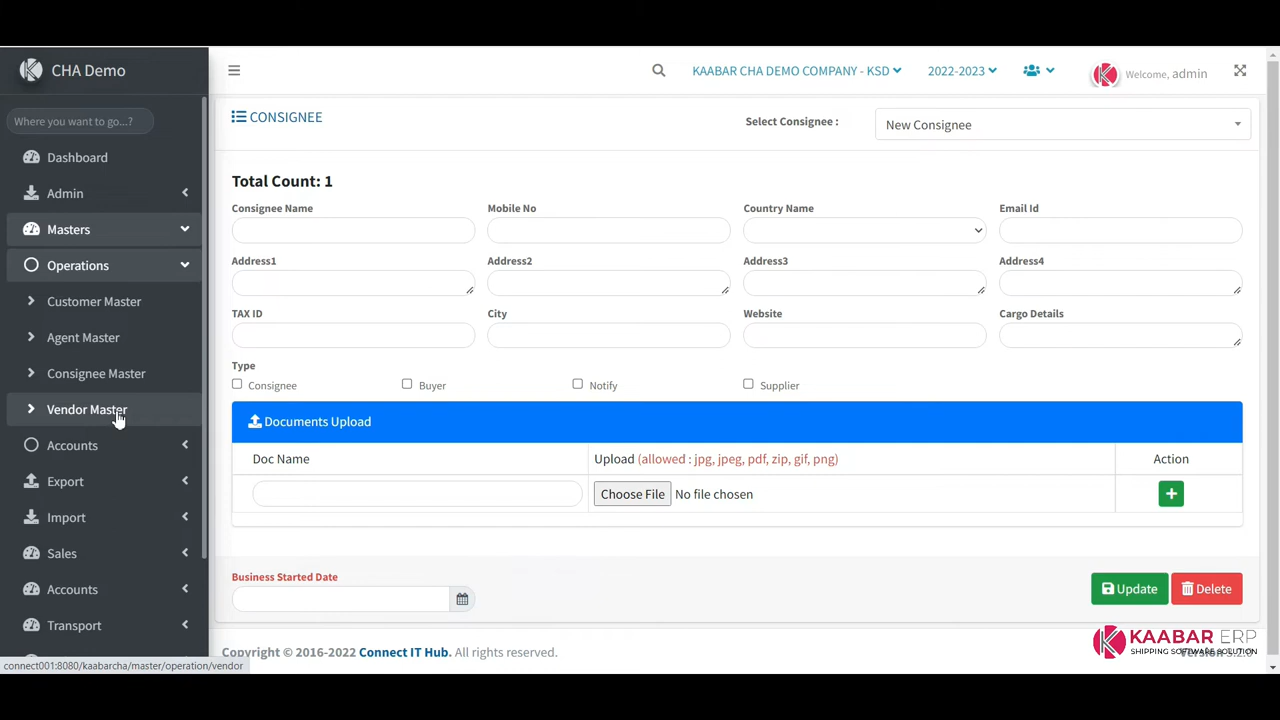 CHA Demo
KAABAR CHA DEMO COMPANY - KSD
2022-2023
Welcome, admin
Where you want to go...?
Dashboard
Admin
Masters
Operations
Customer Master
Agent Master
Consignee Master
Vendor Master
Accounts
Export
Import
Sales
Accounts
Transport
connect001:8080/kaabarcha/master/operation/vendor
CONSIGNEE
Select Consignee :
New Consignee
Total Count: 1
Consignee Name
Mobile No
Country Name
Email Id
Address1
Address2
Address3
Address4
TAX ID
City
Website
Cargo Details
Type
Consignee
Buyer
Notify
Supplier
Documents Upload
Doc Name
Upload (allowed : jpg, jpeg, pdf, zip, gif, png)
Action
Choose File No file chosen
Business Started Date
Update
Delete
Copyright © 2016-2022 Connect IT Hub. All rights reserved.
KAABAR ERP
SHIPPING SOFTWARE SOLUTION